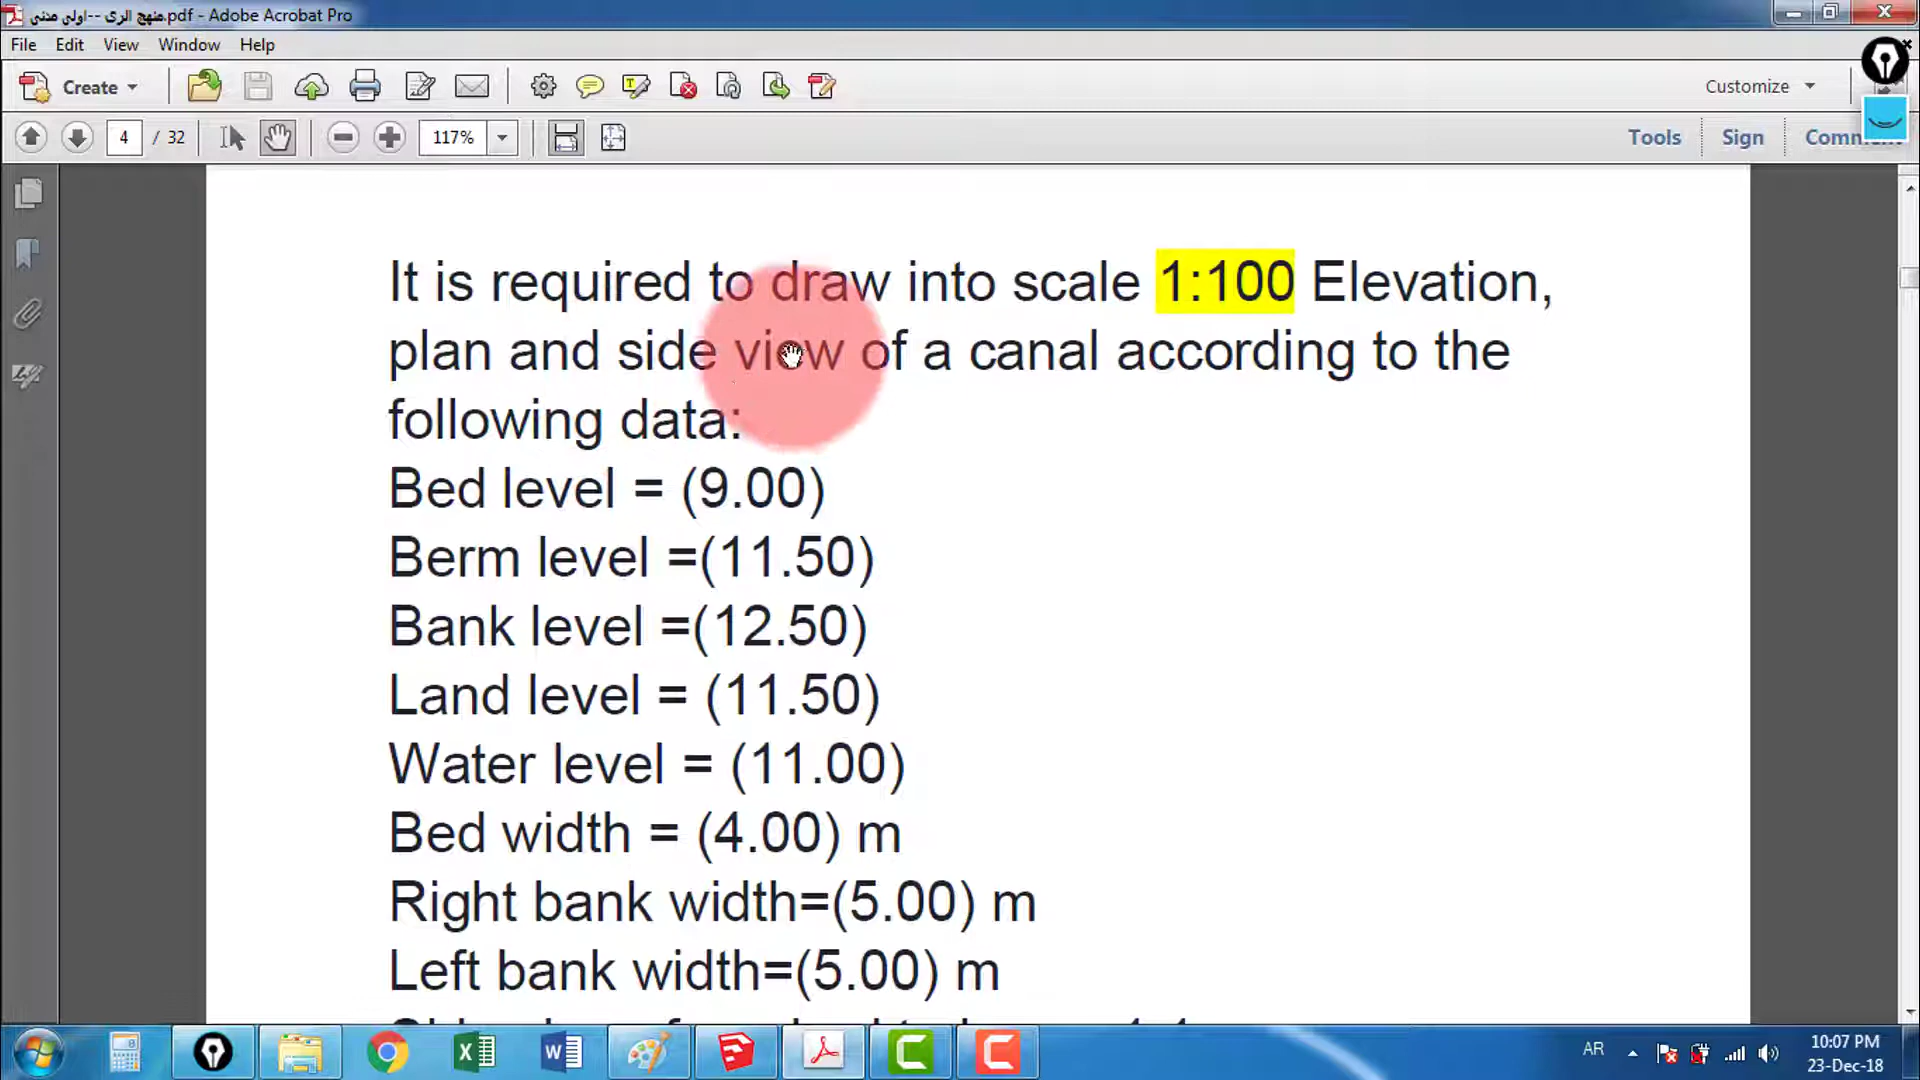 منهج الرى --اولى مدنى.pdf - Adobe Acrobat Pro
File Edit View Window Help
Create Customize
4 / 32 117% Tools Sign
It is required to draw into scale 1:100 Elevation,
plan and side view of a canal according to the
following data:
Bed level = (9.00)
Berm level =(11.50)
Bank level =(12.50)
Land level = (11.50)
Water level = (11.00)
Bed width = (4.00) m
Right bank width=(5.00) m
Left bank width=(5.00) m
AR 10:07 PM
23-Dec-18